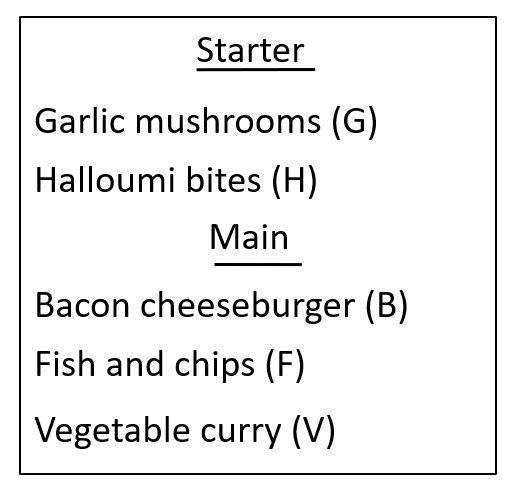 Starter
Garlic mushrooms (G)
Halloumi bites (H)
Main
Bacon cheeseburger (B)
Fish and chips (F)
Vegetable curry (V)